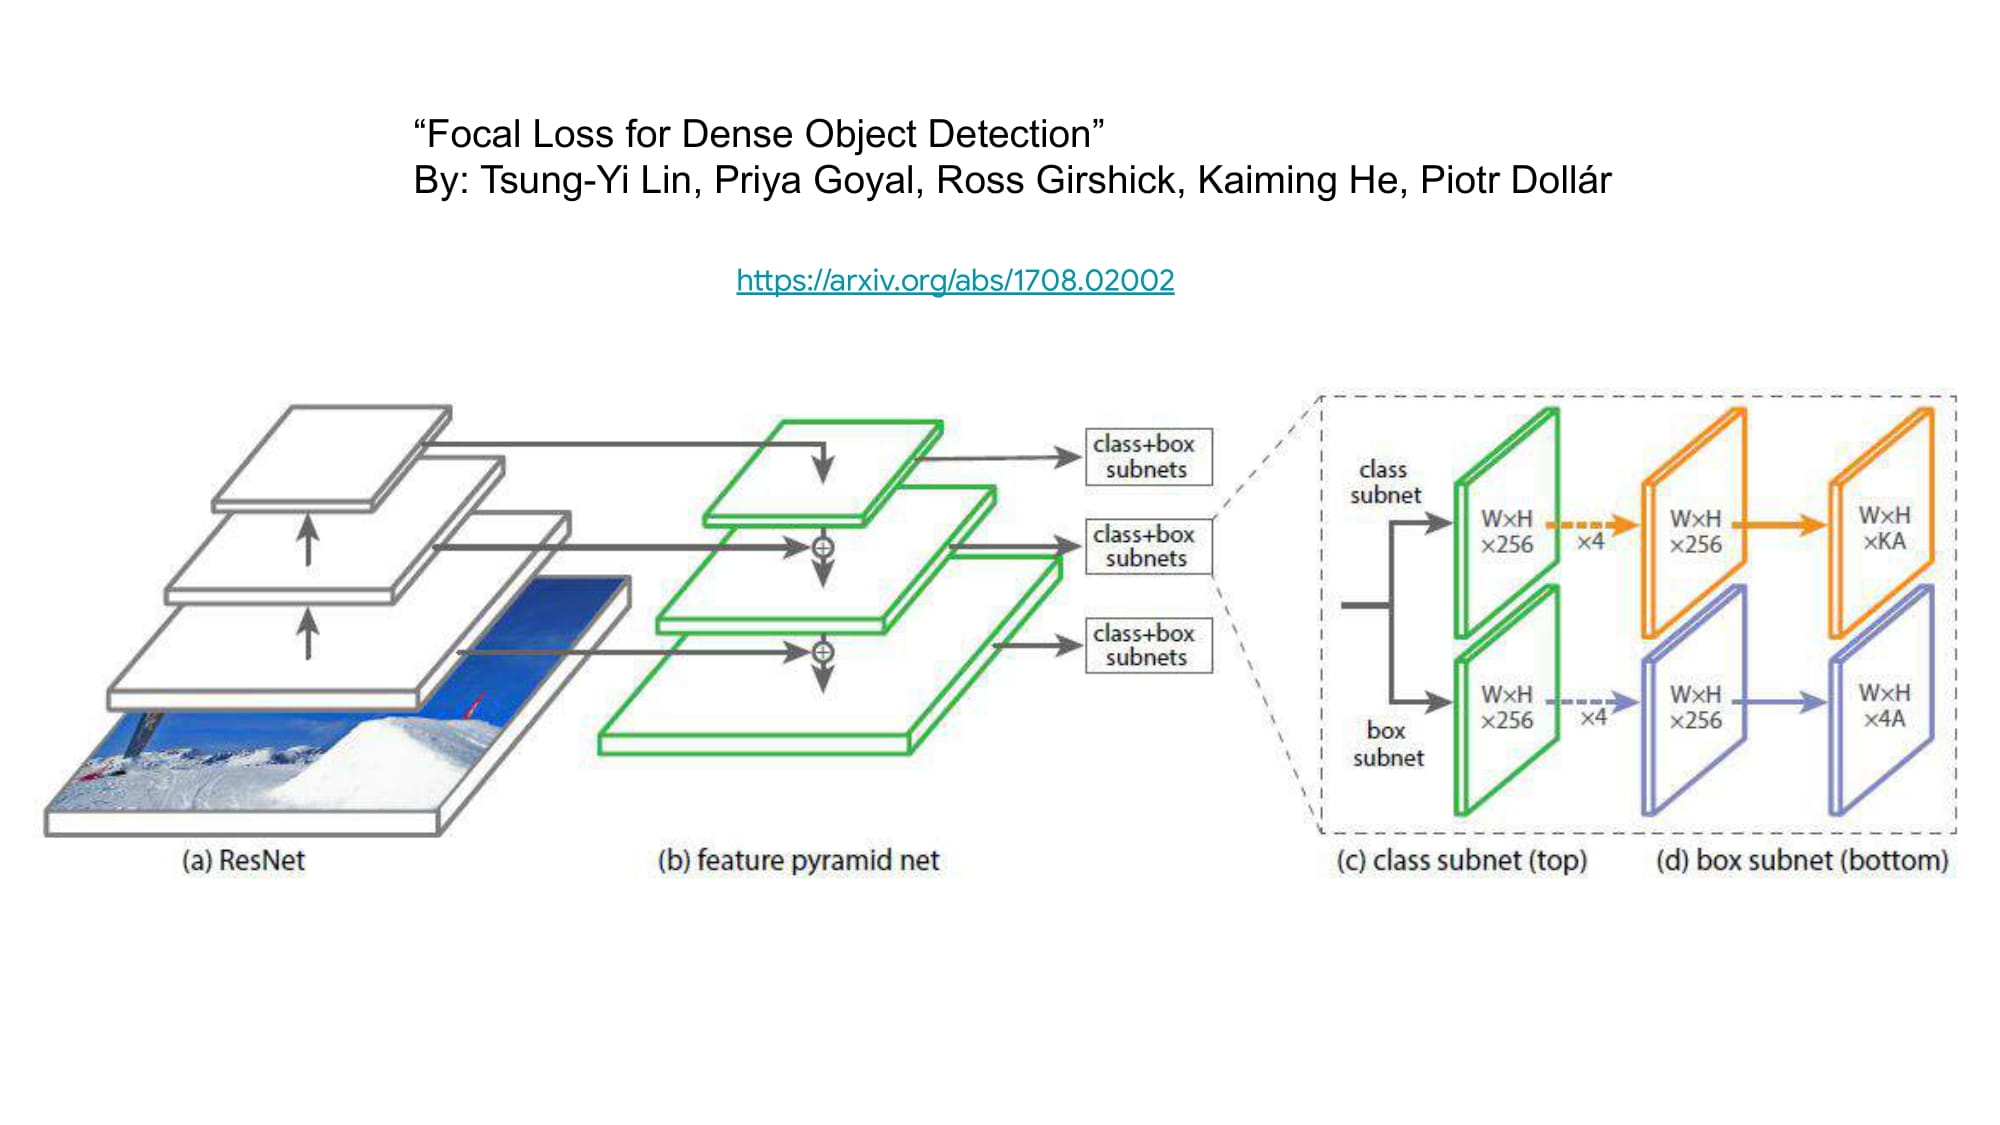 “Focal Loss for Dense Object Detection”
By: Tsung-Yi Lin, Priya Goyal, Ross Girshick, Kaiming He, Piotr Dollár
https://arxiv.org/abs/1708.02002
class+box
subnets
class+box
subnets
class+box
subnets
class
subnet
W×H
×256
×4
W×H
×256
W×H
×KA
box
subnet
W×H
×256
×4
W×H
×256
W×H
×4A
(a) ResNet
(b) feature pyramid net
(c) class subnet (top)
(d) box subnet (bottom)